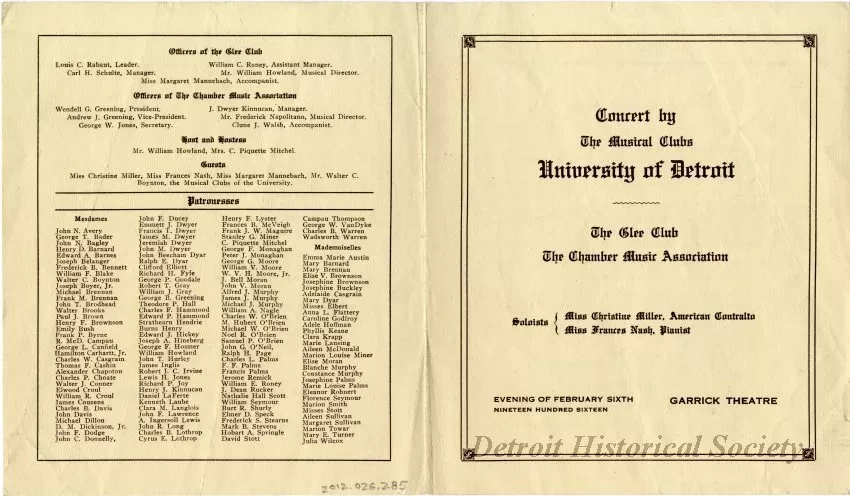 Officers of the Glee Club
Louis C. Rabaut, Leader. William C. Roney, Assistant Manager.
Carl H. Schulte, Manager. Mr. William Howland, Musical Director.
Miss Margaret Mannebach, Accompanist.
Officers of The Chamber Music Association
Wendell G. Greening, President. J. Dwyer Kinnucan, Manager.
Andrew J. Greening, Vice-President. Mr. Frederick Napolitano, Musical Director.
George W. Jones, Secretary. Clune J. Walsh, Accompanist.
Host and Hostess
Mr. William Howland, Mrs. C. Piquette Mitchel.
Guests
Miss Christine Miller, Miss Frances Nash, Miss Margaret Mannebach, Mr. Walter C.
Boynton, the Musical Clubs of the University.
Patronesses
Mesdames
John N. Avery
George T. Bader
John N. Bagley
Henry D. Barnard
Edward A. Barnes
Joseph Belanger
Frederick B. Bennett
William F. Blake
Walter C. Boynton
Joseph Boyer, Jr.
Michael Brennan
Frank M. Brennan
John T. Brodhead
Walter Brooks
Paul J. Brown
Henry F. Brownson
Emily Bush
Frank F. Byrne
R. McD. Campau
George L. Canfield
Hamilton Carhartt, Jr.
Charles W. Casgrain
Thomas F. Cashin
Alexander Chapoton
Charles P. Choate
Walter J. Conner
Elwood Croul
William R. Croul
James Couzens
Charles B. Davis
John Davis
Michael Dillon
D. M. Dickinson, Jr.
John F. Dodge
John C. Donnelly,
John F. Ducey
Emmett J. Dwyer
Francis T. Dwyer
James M. Dwyer
Jeremiah Dwyer
John M. Dwyer
John Beecham Dyar
Ralph E. Dyar
Clifford Elliott
Richard H. Fyfe
George P. Goodale
Robert T. Gray
William J. Gray
George B. Greening
Theodore P. Hall
Charles F. Hammond
Edward P. Hammond
Strathearn Hendrie
Burns Henry
Edward J. Hickey
Joseph A. Hineberg
George F. Hosmer
William Howland
John T. Hurley
James Inglis
Robert J. C. Irvine
Lewis H. Jones
Richard P. Joy
Henry J. Kinnucan
Daniel LaFerte
Kenneth Laube
Clara M. Langlois
John F. Lawrence
A. Ingersoll Lewis
John R. Long
Charles B. Lothrop
Cyrus E. Lothrop
Henry F. Lyster
Frances B. McVeigh
Frank J. W. Maguire
Stanley G. Miner
C. Piquette Mitchel
George F. Monaghan
Peter J. Monaghan
George G. Moore
William V. Moore
W. V. H. Moore, Jr.
J. Bell Moran
John V. Moran
Alfred J. Murphy
James J. Murphy
Michael J. Murphy
William A. Nagle
Charles W. O'Brien
M. Hubert O'Brien
Michael W. O'Brien
Noel R. O'Brien
Samuel P. O'Brien
John G. O'Neil,
Ralph H. Page
Charles L. Palms
F. F. Palms
Francis Palms
Jerome Remick
William E. Roney
J. Dean Rucker
Nathalie Hall Scott
William Seymour
Burt R. Shurly
Elmer D. Speck
Frederick S. Stearns
Mark B. Stevens
Hobart A. Springle
David Stott
Campau Thompson
George W. VanDyke
Charles B. Warren
Wadsworth Warren
Mademoiselles
Emma Marie Austin
Mary Barnard
Mary Brennan
Elise V. Brownson
Josephine Brownson
Josephine Buckley
Adelaide Casgrain
Mary Dyar
Misses Elbert
Anna L. Flattery
Caroline Godfroy
Adele Hoffman
Phyllis Keane
Clara Krapp
Marie Lansing
Aileen McDonald
Marion Louise Miner
Elise Moran
Blanche Murphy
Constance Murphy
Josephine Palms
Marie Louise Palms
Eleanor Rohnert
Florence Seymour
Marion Smith
Misses Stott
Aileen Sullivan
Margaret Sullivan
Marion Towar
Mary E. Turner
Julia Wilcox
2012.026.285
Concert by
The Musical Clubs
University of Detroit
The Glee Club
The Chamber Music Association
Soloists { Miss Christine Miller, American Contralto
Miss Frances Nash, Pianist
EVENING OF FEBRUARY SIXTH GARRICK THEATRE
NINETEEN HUNDRED SIXTEEN
Detroit Historical Society